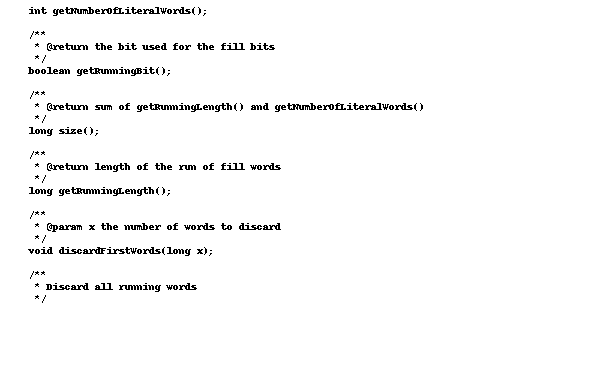 int getNumberOfLiteralWords();
/**
* @return the bit used for the fill bits
*/
boolean getRunningBit();
/**
* @return sum of getRunningLength() and getNumberOfLiteralWords()
*/
long size();
/**
* @return length of the run of fill words
*/
long getRunningLength();
/**
* @param x the number of words to discard
*/
void discardFirstWords(long x);
/**
* Discard all running words
*/